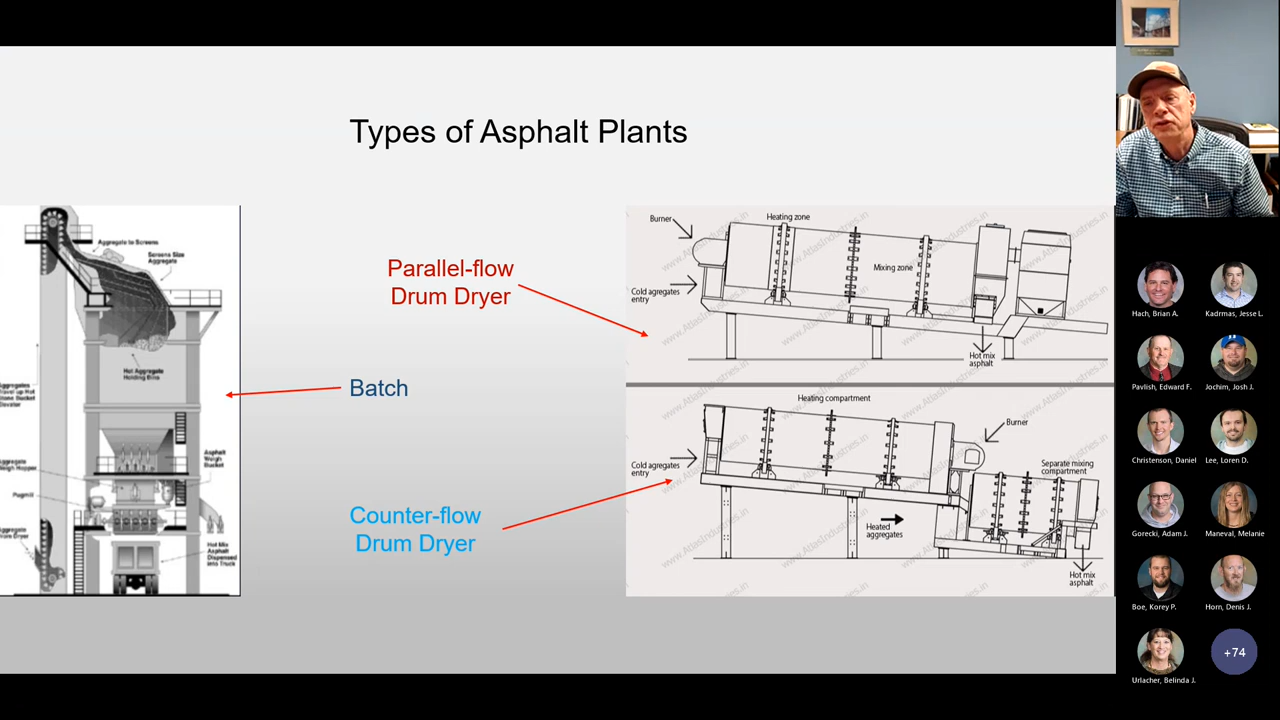 Types of Asphalt Plants
Aggregate to Screens
Screens Size
Aggregate
Hot Aggregate
Holding Bins
Asphalt
Weigh
Bucket
Pugmill
Hot Mix
Asphalt
Dispensed
into Truck
Parallel-flow
Drum Dryer
Batch
Counter-flow
Drum Dryer
Burner
Heating zone
Mixing zone
Cold agregates
entry
Hot mix
asphalt
www.AtlasIndustries.in
Heating compartment
Burner
Cold agregates
entry
Separate mixing
compartment
Heated
aggregates
Hot mix
asphalt
Hach, Brian A.
Kadrmas, Jesse L.
Pavlish, Edward F.
Jochim, Josh J.
Christenson, Daniel
Lee, Loren D.
Gorecki, Adam J.
Maneval, Melanie
Boe, Korey P.
Horn, Denis J.
Urlacher, Belinda J.
+74